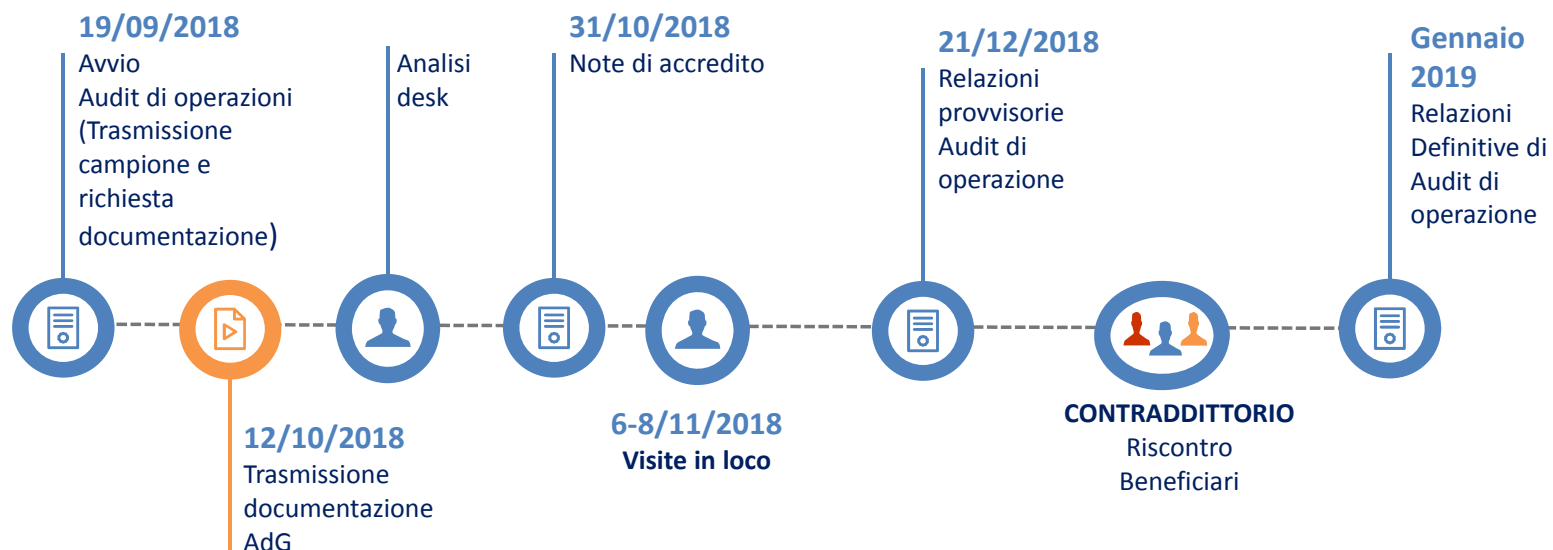 19/09/2018
Avvio
Audit di operazioni
(Trasmissione
campione e
richiesta
documentazione)
12/10/2018
Trasmissione
documentazione
AdG
Analisi
desk
31/10/2018
Note di accredito
6-8/11/2018
Visite in loco
21/12/2018
Relazioni
provvisorie
Audit di
operazione
CONTRADDITTORIO
Riscontro
Beneficiari
Gennaio
2019
Relazioni
Definitive di
Audit di
operazione